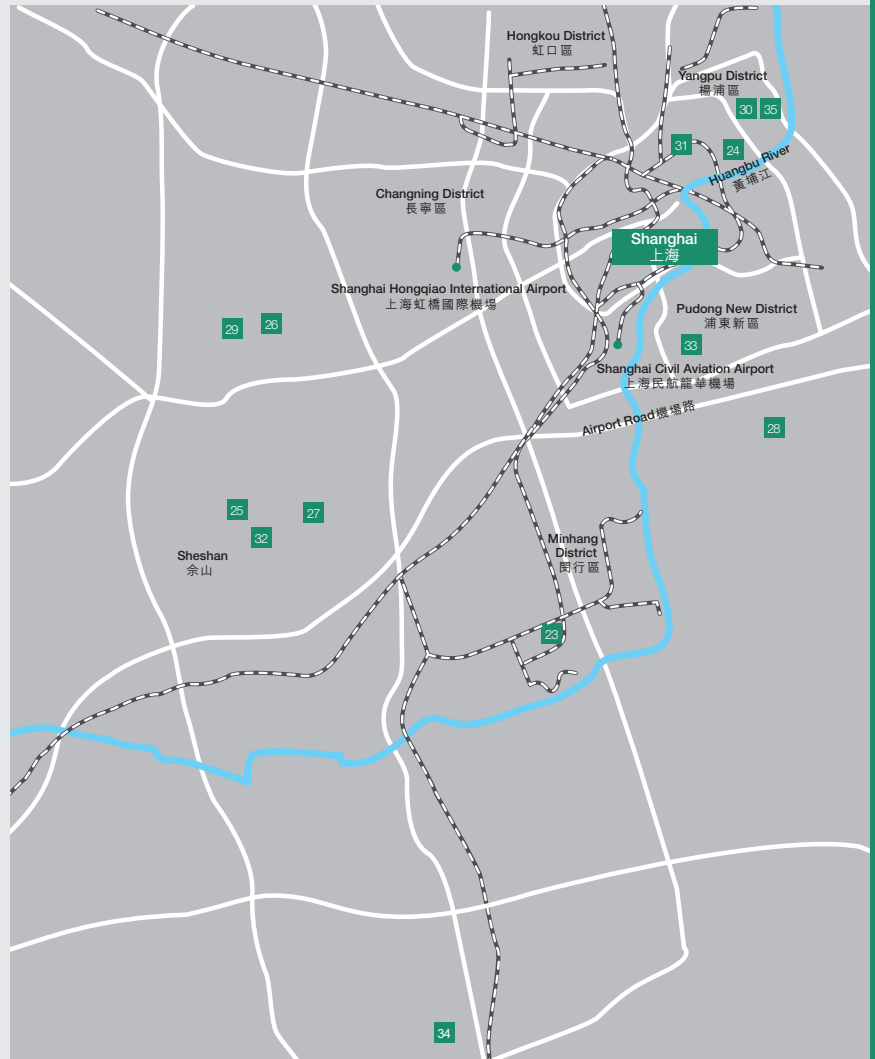 Hongkou District
虹口區
Yangpu District
楊浦區
30
35
31
24
Huangbu River
黃埔江
Changning District
長寧區
Shanghai
上海
Shanghai Hongqiao International Airport
上海虹橋國際機場
29
26
Pudong New District
浦東新區
33
Shanghai Civil Aviation Airport
上海民航龍華機場
Airport Road機場路
28
25
27
32
Sheshan
佘山
Minhang
District
閔行區
23
34